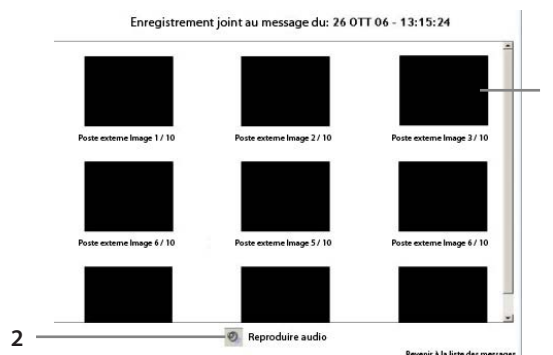 Enregistrement joint au message du: 26 OTT 06 - 13:15:24
Poste externe Image 1 / 10 Poste externe Image 2 / 10 Poste externe Image 3 / 10
Poste externe Image 6 / 10 Poste externe Image 5 / 10 Poste externe Image 6 / 10
2 Reproduire audio
Revenir à la liste des messages